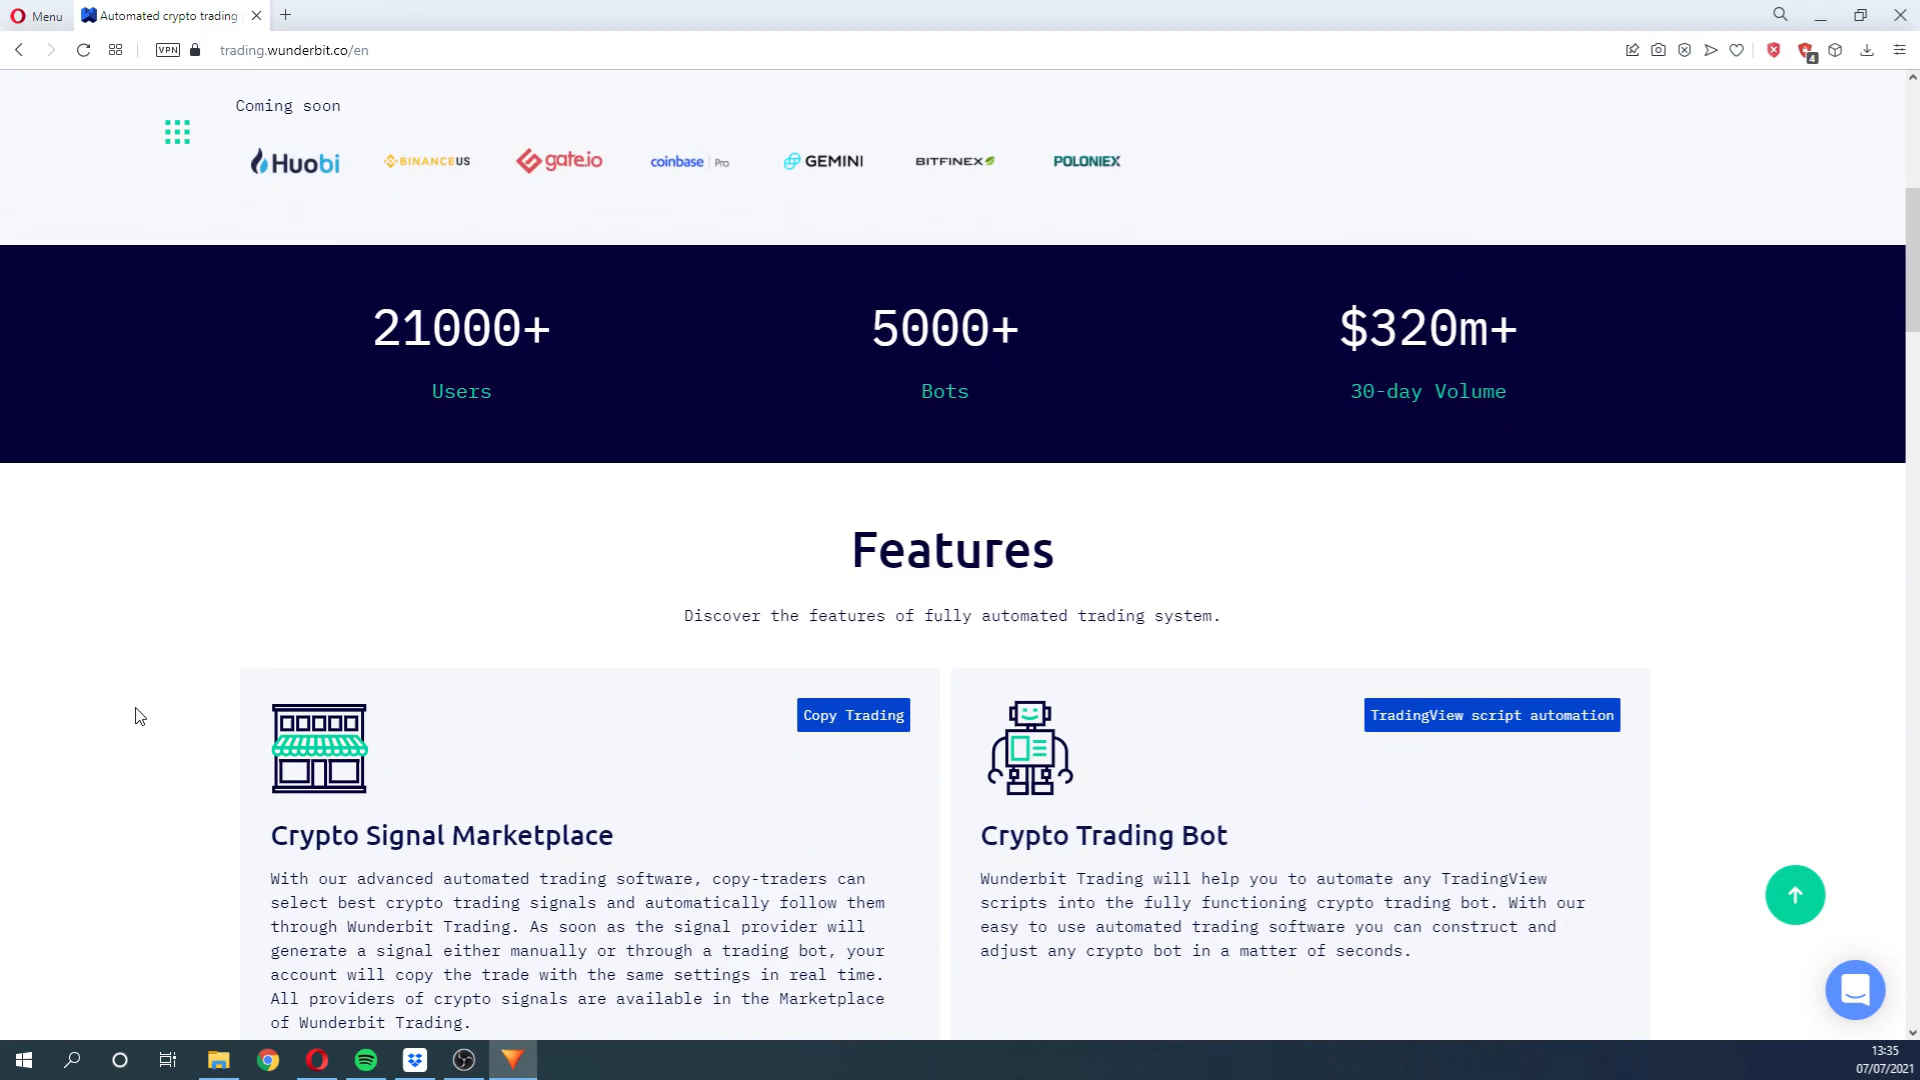 Menu
Automated crypto trading
VPN
trading.wunderbit.co/en
4
Coming soon
Huobi
BINANCEUS
gate.io
coinbase | Pro
GEMINI
BITFINEX
POLONIEX
21000+
5000+
$320m+
Users
Bots
30-day Volume
Features
Discover the features of fully automated trading system.
Copy Trading
TradingView script automation
Crypto Signal Marketplace
With our advanced automated trading software, copy-traders can
select best crypto trading signals and automatically follow them
through Wunderbit Trading. As soon as the signal provider will
generate a signal either manually or through a trading bot, your
account will copy the trade with the same settings in real time.
All providers of crypto signals are available in the Marketplace
of Wunderbit Trading.
Crypto Trading Bot
Wunderbit Trading will help you to automate any TradingView
scripts into the fully functioning crypto trading bot. With our
easy to use automated trading software you can construct and
adjust any crypto bot in a matter of seconds.
13:35
07/07/2021